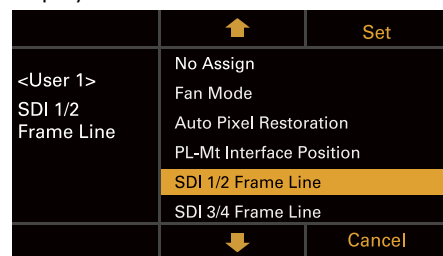 Set
<User 1>
SDI 1/2
Frame Line
No Assign
Fan Mode
Auto Pixel Restoration
PL-Mt Interface Position
SDI 1/2 Frame Line
SDI 3/4 Frame Line
Cancel